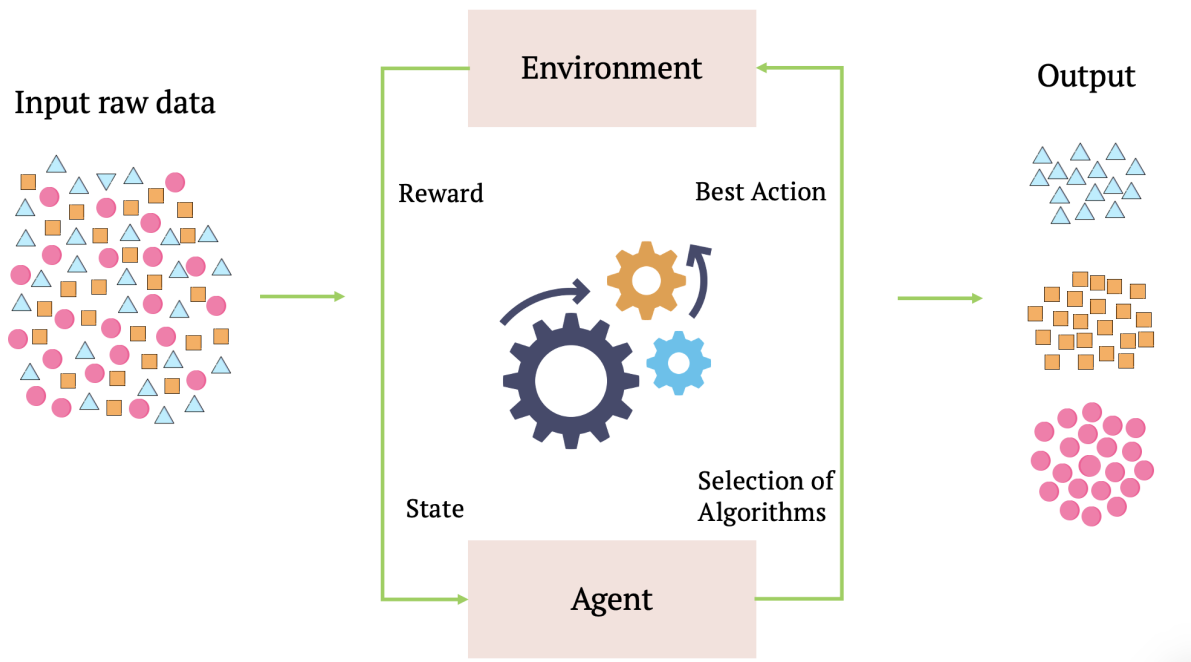 Environment
Output
Input raw data
Reward
Best Action
Selection of
Algorithms
State
Agent